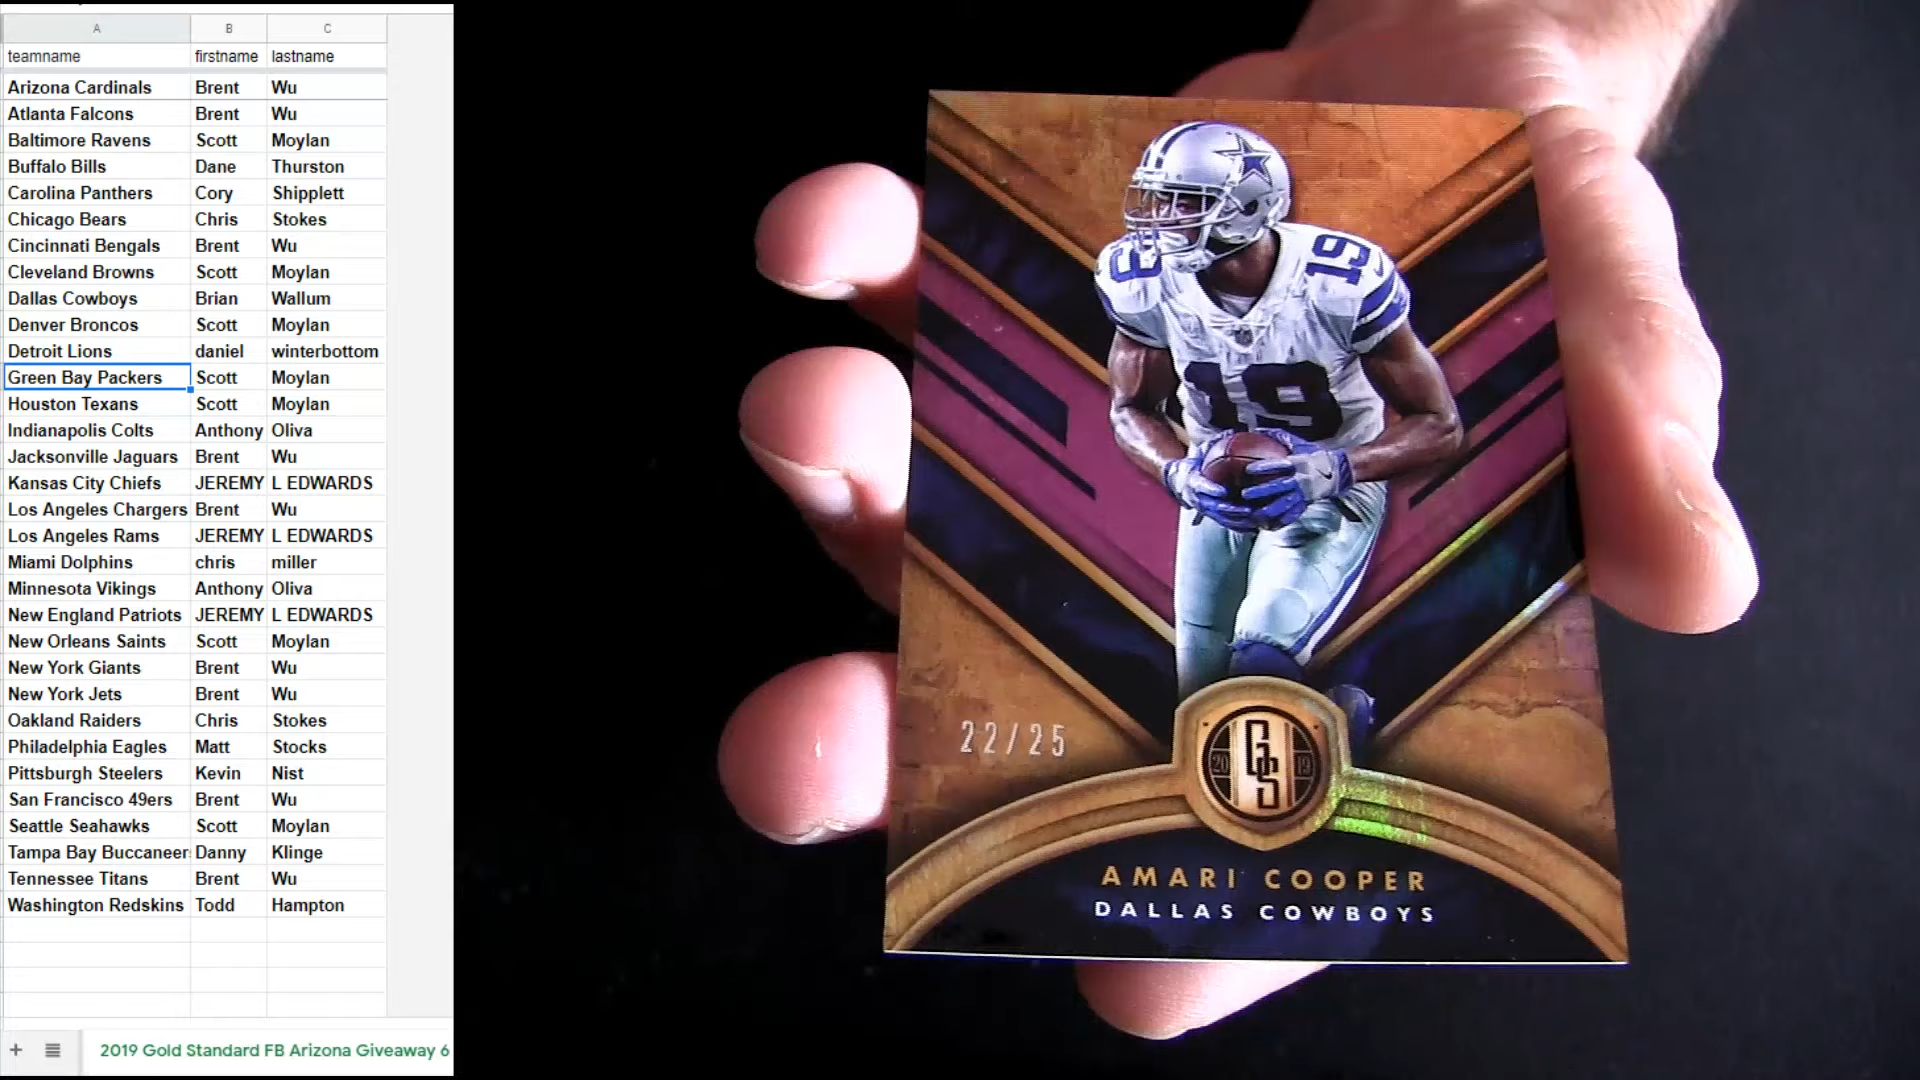 A B C
teamname firstname lastname
Arizona Cardinals Brent Wu
Atlanta Falcons Brent Wu
Baltimore Ravens Scott Moylan
Buffalo Bills Dane Thurston
Carolina Panthers Cory Shipplett
Chicago Bears Chris Stokes
Cincinnati Bengals Brent Wu
Cleveland Browns Scott Moylan
Dallas Cowboys Brian Wallum
Denver Broncos Scott Moylan
Detroit Lions daniel winterbottom
Green Bay Packers Scott Moylan
Houston Texans Scott Moylan
Indianapolis Colts Anthony Oliva
Jacksonville Jaguars Brent Wu
Kansas City Chiefs JEREMY L EDWARDS
Los Angeles Chargers Brent Wu
Los Angeles Rams JEREMY L EDWARDS
Miami Dolphins chris miller
Minnesota Vikings Anthony Oliva
New England Patriots JEREMY L EDWARDS
New Orleans Saints Scott Moylan
New York Giants Brent Wu
New York Jets Brent Wu
Oakland Raiders Chris Stokes
Philadelphia Eagles Matt Stocks
Pittsburgh Steelers Kevin Nist
San Francisco 49ers Brent Wu
Seattle Seahawks Scott Moylan
Tampa Bay Buccaneer Danny Klinge
Tennessee Titans Brent Wu
Washington Redskins Todd Hampton
2019 Gold Standard FB Arizona Giveaway 6
19 19
19
22/25
20 GS 19
AMARI COOPER
DALLAS COWBOYS